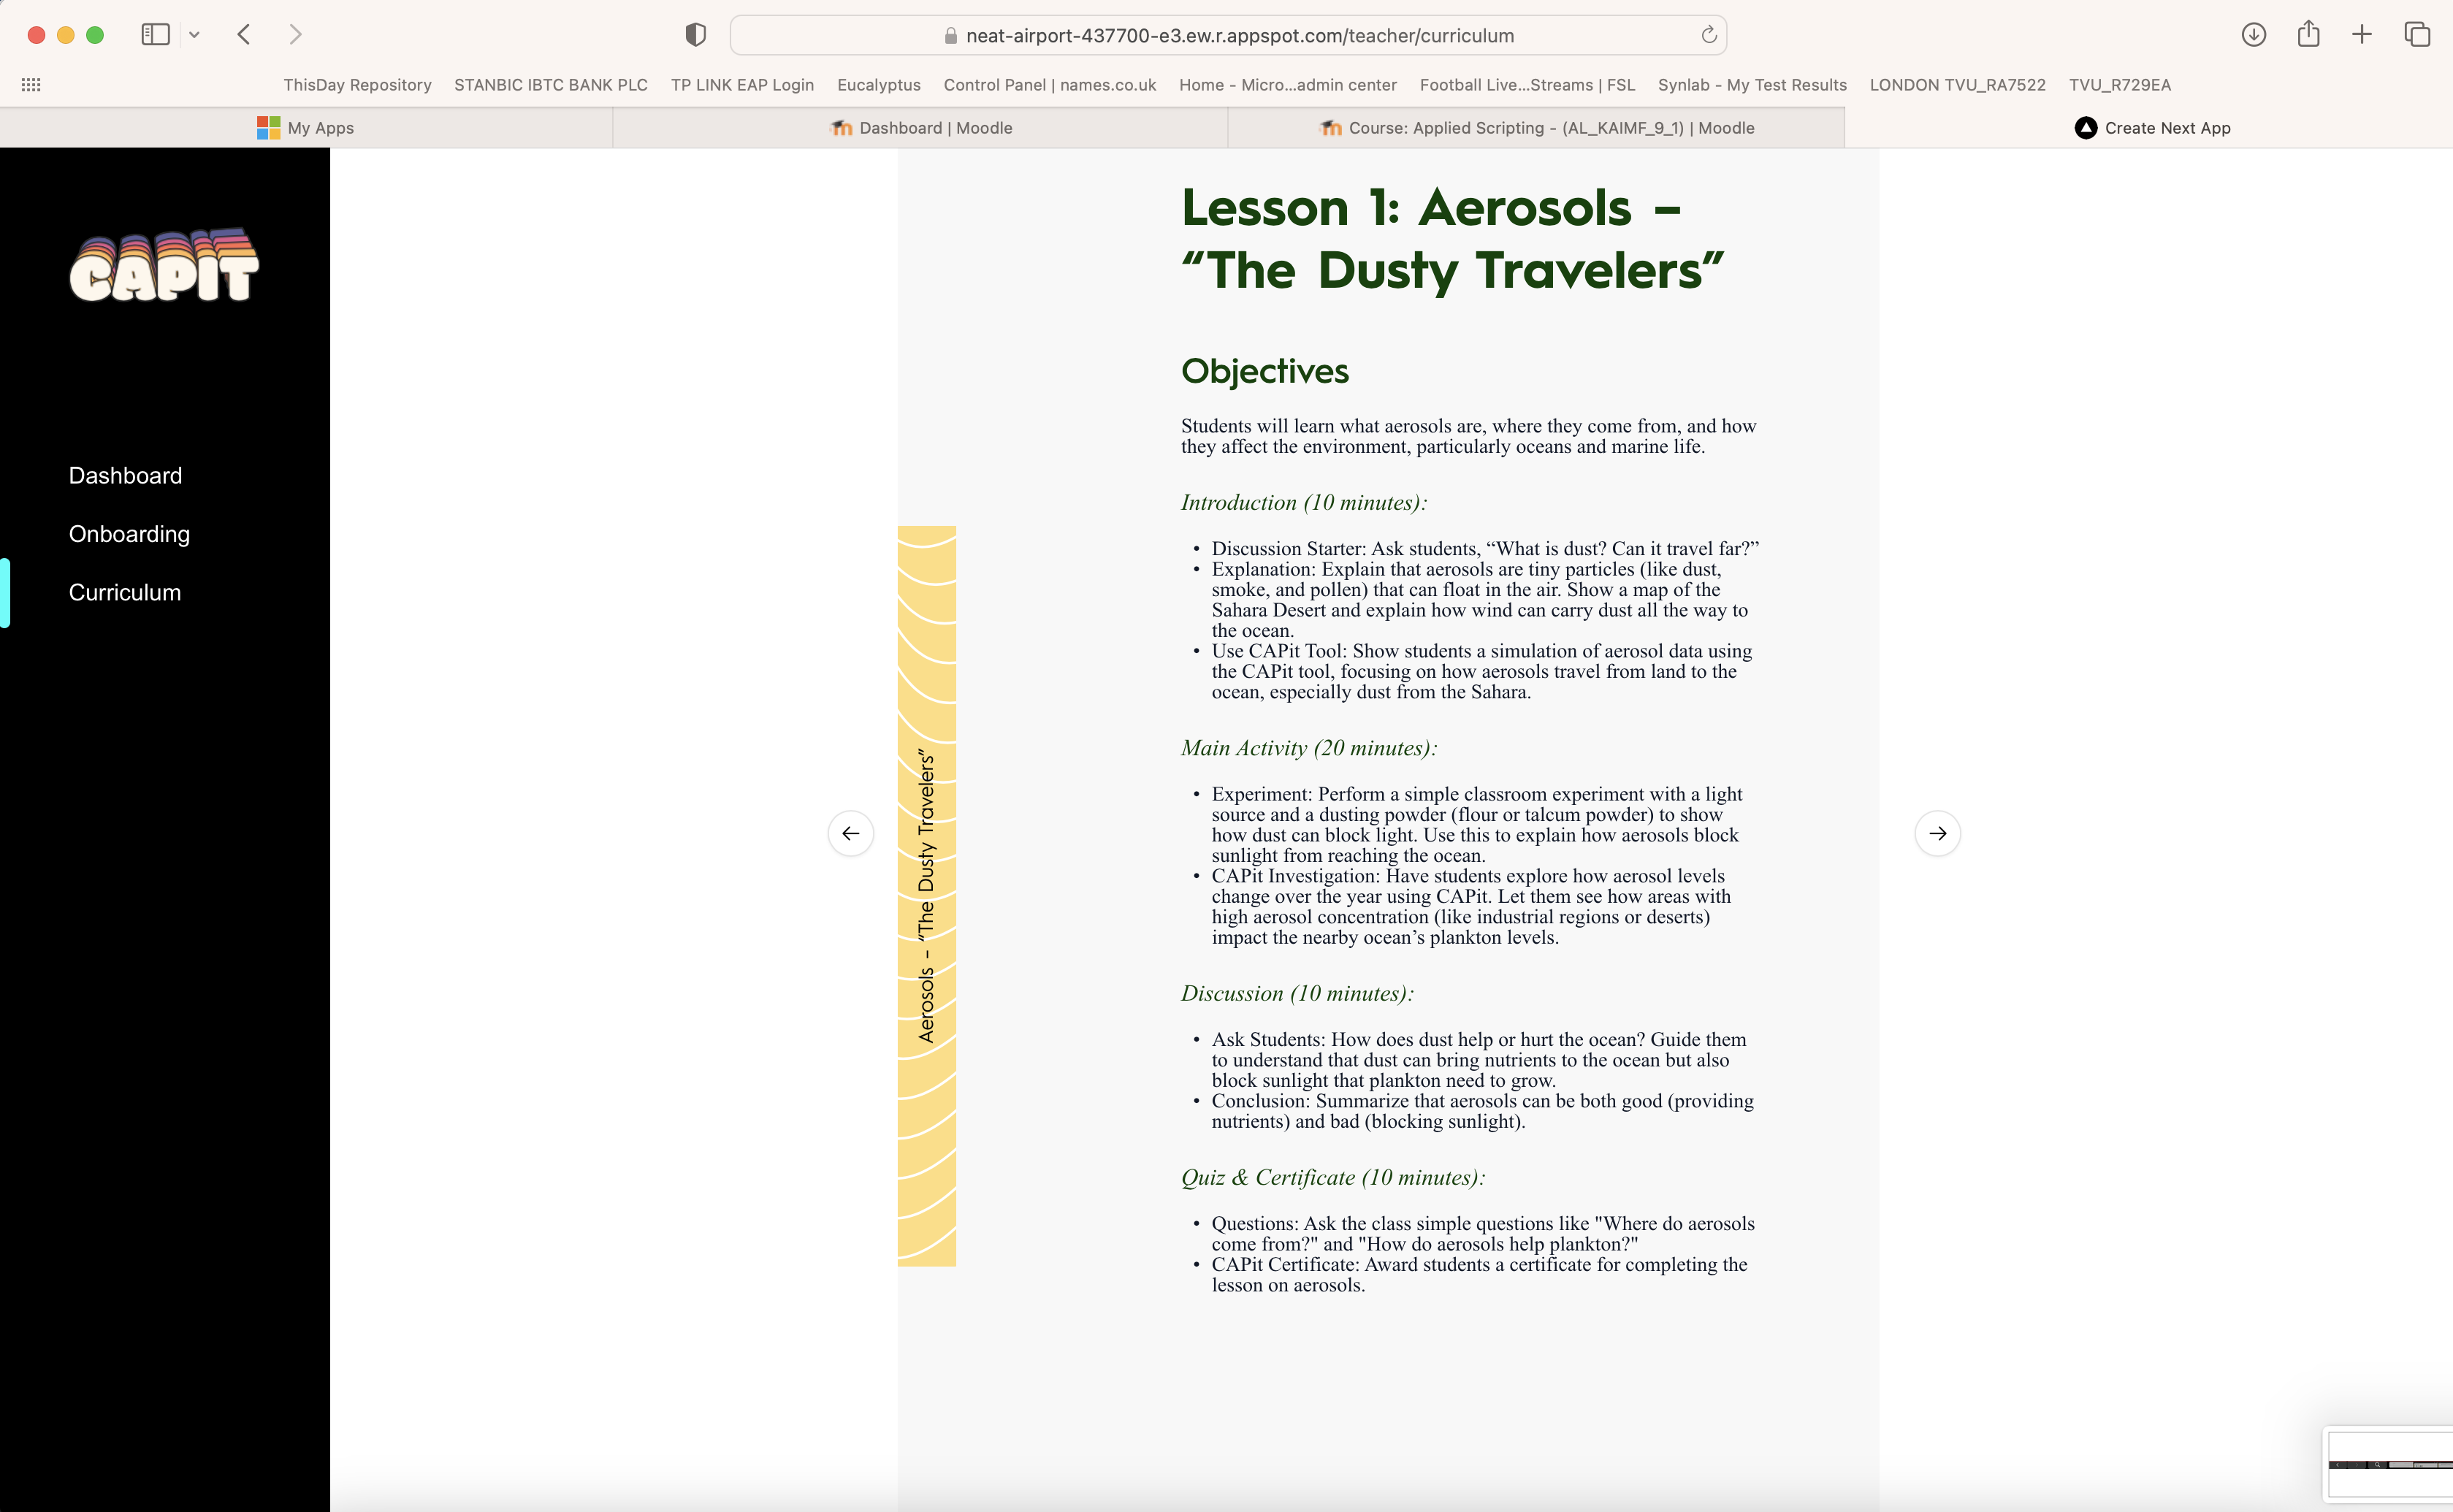 neat-airport-437700-e3.ew.r.appspot.com/teacher/curriculum
ThisDay Repository STANBIC IBTC BANK PLC TP LINK EAP Login Eucalyptus Control Panel | names.co.uk Home - Micro...admin center Football Live...Streams | FSL Synlab - My Test Results LONDON TVU_RA7522 TVU_R729EA
My Apps Dashboard | Moodle Course: Applied Scripting - (AL_KAIMF_9_1) | Moodle Create Next App
CAPIT
Dashboard
Onboarding
Curriculum
Aerosols – “The Dusty Travelers”
Lesson 1: Aerosols –
“The Dusty Travelers”
Objectives
Students will learn what aerosols are, where they come from, and how
they affect the environment, particularly oceans and marine life.
Introduction (10 minutes):
• Discussion Starter: Ask students, “What is dust? Can it travel far?”
• Explanation: Explain that aerosols are tiny particles (like dust,
smoke, and pollen) that can float in the air. Show a map of the
Sahara Desert and explain how wind can carry dust all the way to
the ocean.
• Use CAPit Tool: Show students a simulation of aerosol data using
the CAPit tool, focusing on how aerosols travel from land to the
ocean, especially dust from the Sahara.
Main Activity (20 minutes):
• Experiment: Perform a simple classroom experiment with a light
source and a dusting powder (flour or talcum powder) to show
how dust can block light. Use this to explain how aerosols block
sunlight from reaching the ocean.
• CAPit Investigation: Have students explore how aerosol levels
change over the year using CAPit. Let them see how areas with
high aerosol concentration (like industrial regions or deserts)
impact the nearby ocean’s plankton levels.
Discussion (10 minutes):
• Ask Students: How does dust help or hurt the ocean? Guide them
to understand that dust can bring nutrients to the ocean but also
block sunlight that plankton need to grow.
• Conclusion: Summarize that aerosols can be both good (providing
nutrients) and bad (blocking sunlight).
Quiz & Certificate (10 minutes):
• Questions: Ask the class simple questions like "Where do aerosols
come from?" and "How do aerosols help plankton?"
• CAPit Certificate: Award students a certificate for completing the
lesson on aerosols.